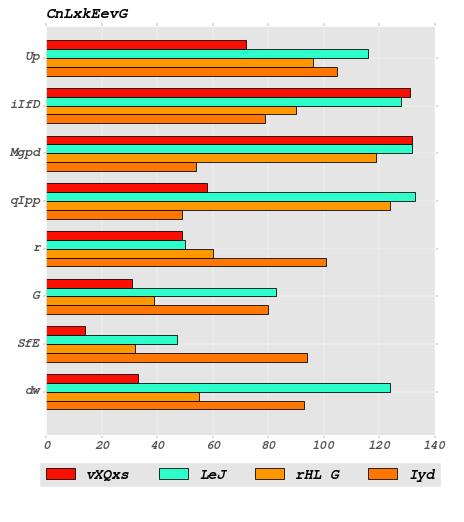 CnLxkEevG
Up
iIfD
Mgpd
qIpp
r
G
SfE
dw
0 20 40 60 80 100 120 140
vXQxs LeJ rHL G Iyd